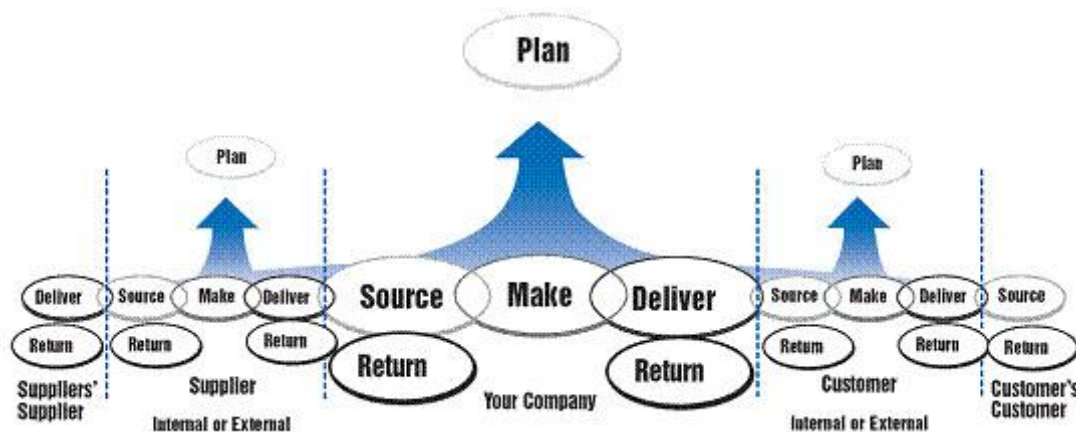 Plan
Plan
Plan
Deliver Source Make Deliver Source Make Deliver Source Make Deliver Source
Return Return Return Return Return Return Return Return
Suppliers'
Supplier
Supplier
Internal or External
Your Company
Customer
Internal or External
Customer's
Customer